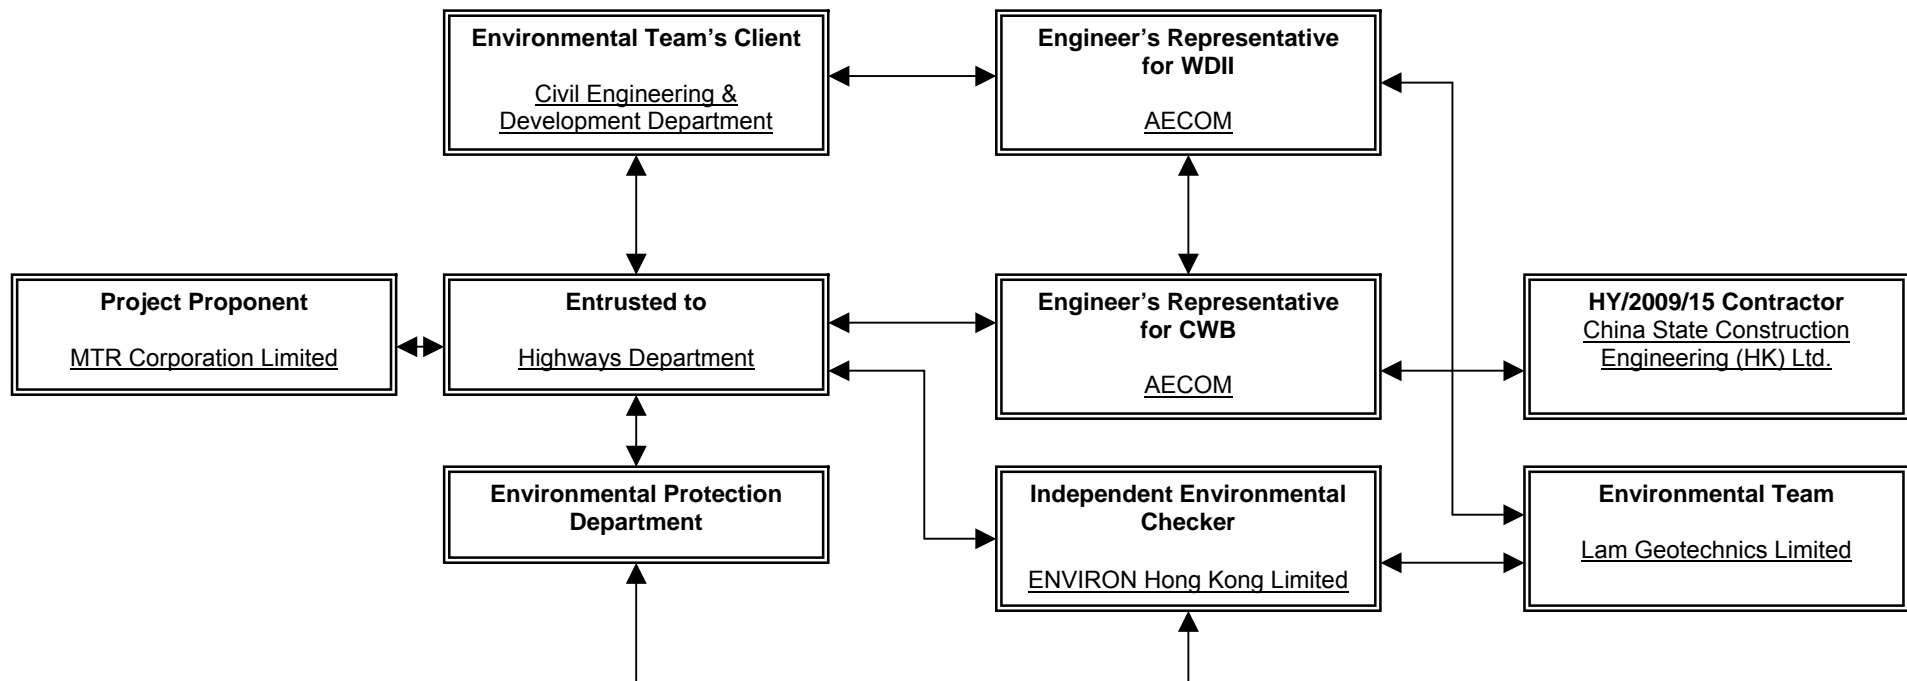 Environmental Team’s Client
Civil Engineering &
Development Department
Engineer’s Representative
for WDII
AECOM
Project Proponent
MTR Corporation Limited
Entrusted to
Highways Department
Engineer’s Representative
for CWB
AECOM
HY/2009/15 Contractor
China State Construction
Engineering (HK) Ltd.
Environmental Protection
Department
Independent Environmental
Checker
ENVIRON Hong Kong Limited
Environmental Team
Lam Geotechnics Limited